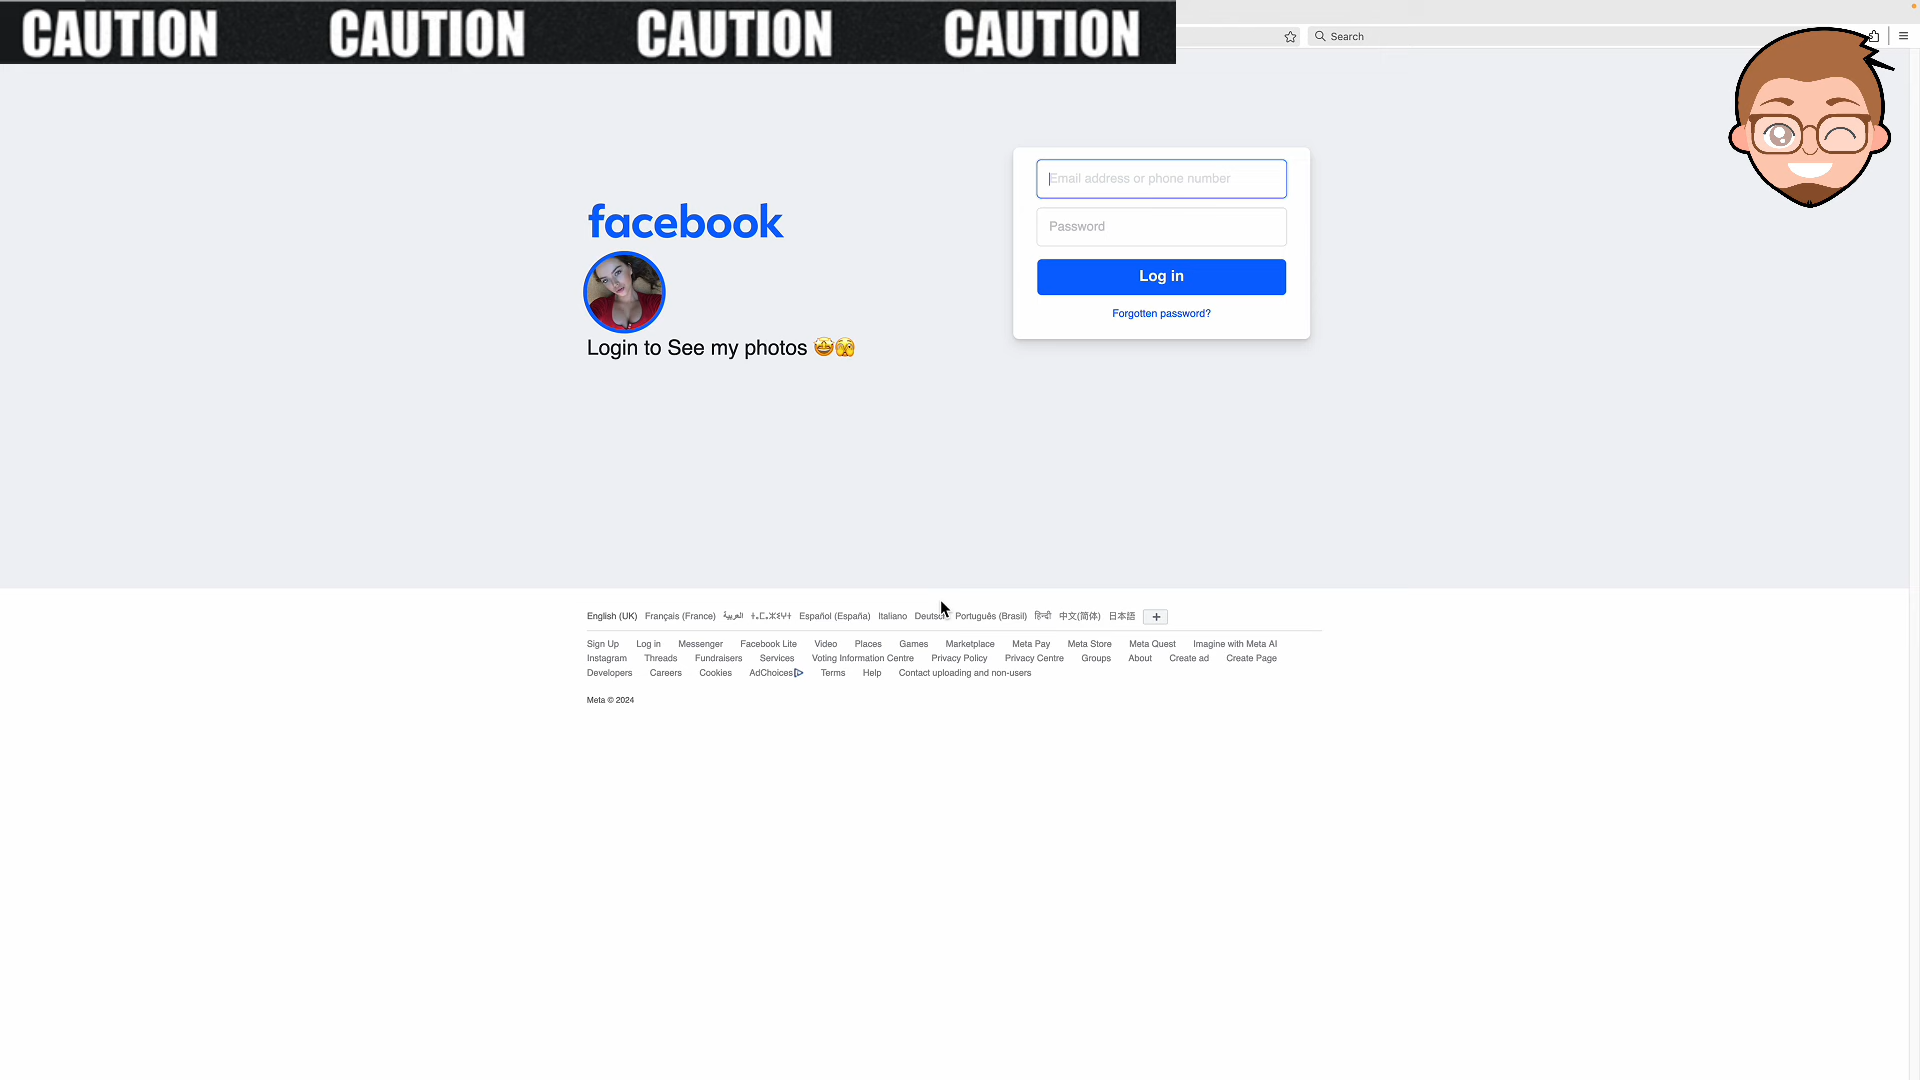 CAUTION CAUTION CAUTION CAUTION
Search
Email address or phone number
Password
Log in
Forgotten password?
facebook
Login to See my photos 🤩🫣
English (UK) Français (France) العربية ⵜⴰⵎⴰⵣⵉⵖⵜ Español (España) Italiano Deutsch Português (Brasil) हिन्दी 中文(简体) 日本語 +
Sign Up Log in Messenger Facebook Lite Video Places Games Marketplace Meta Pay Meta Store Meta Quest Imagine with Meta AI
Instagram Threads Fundraisers Services Voting Information Centre Privacy Policy Privacy Centre Groups About Create ad Create Page
Developers Careers Cookies AdChoices Terms Help Contact uploading and non-users
Meta © 2024